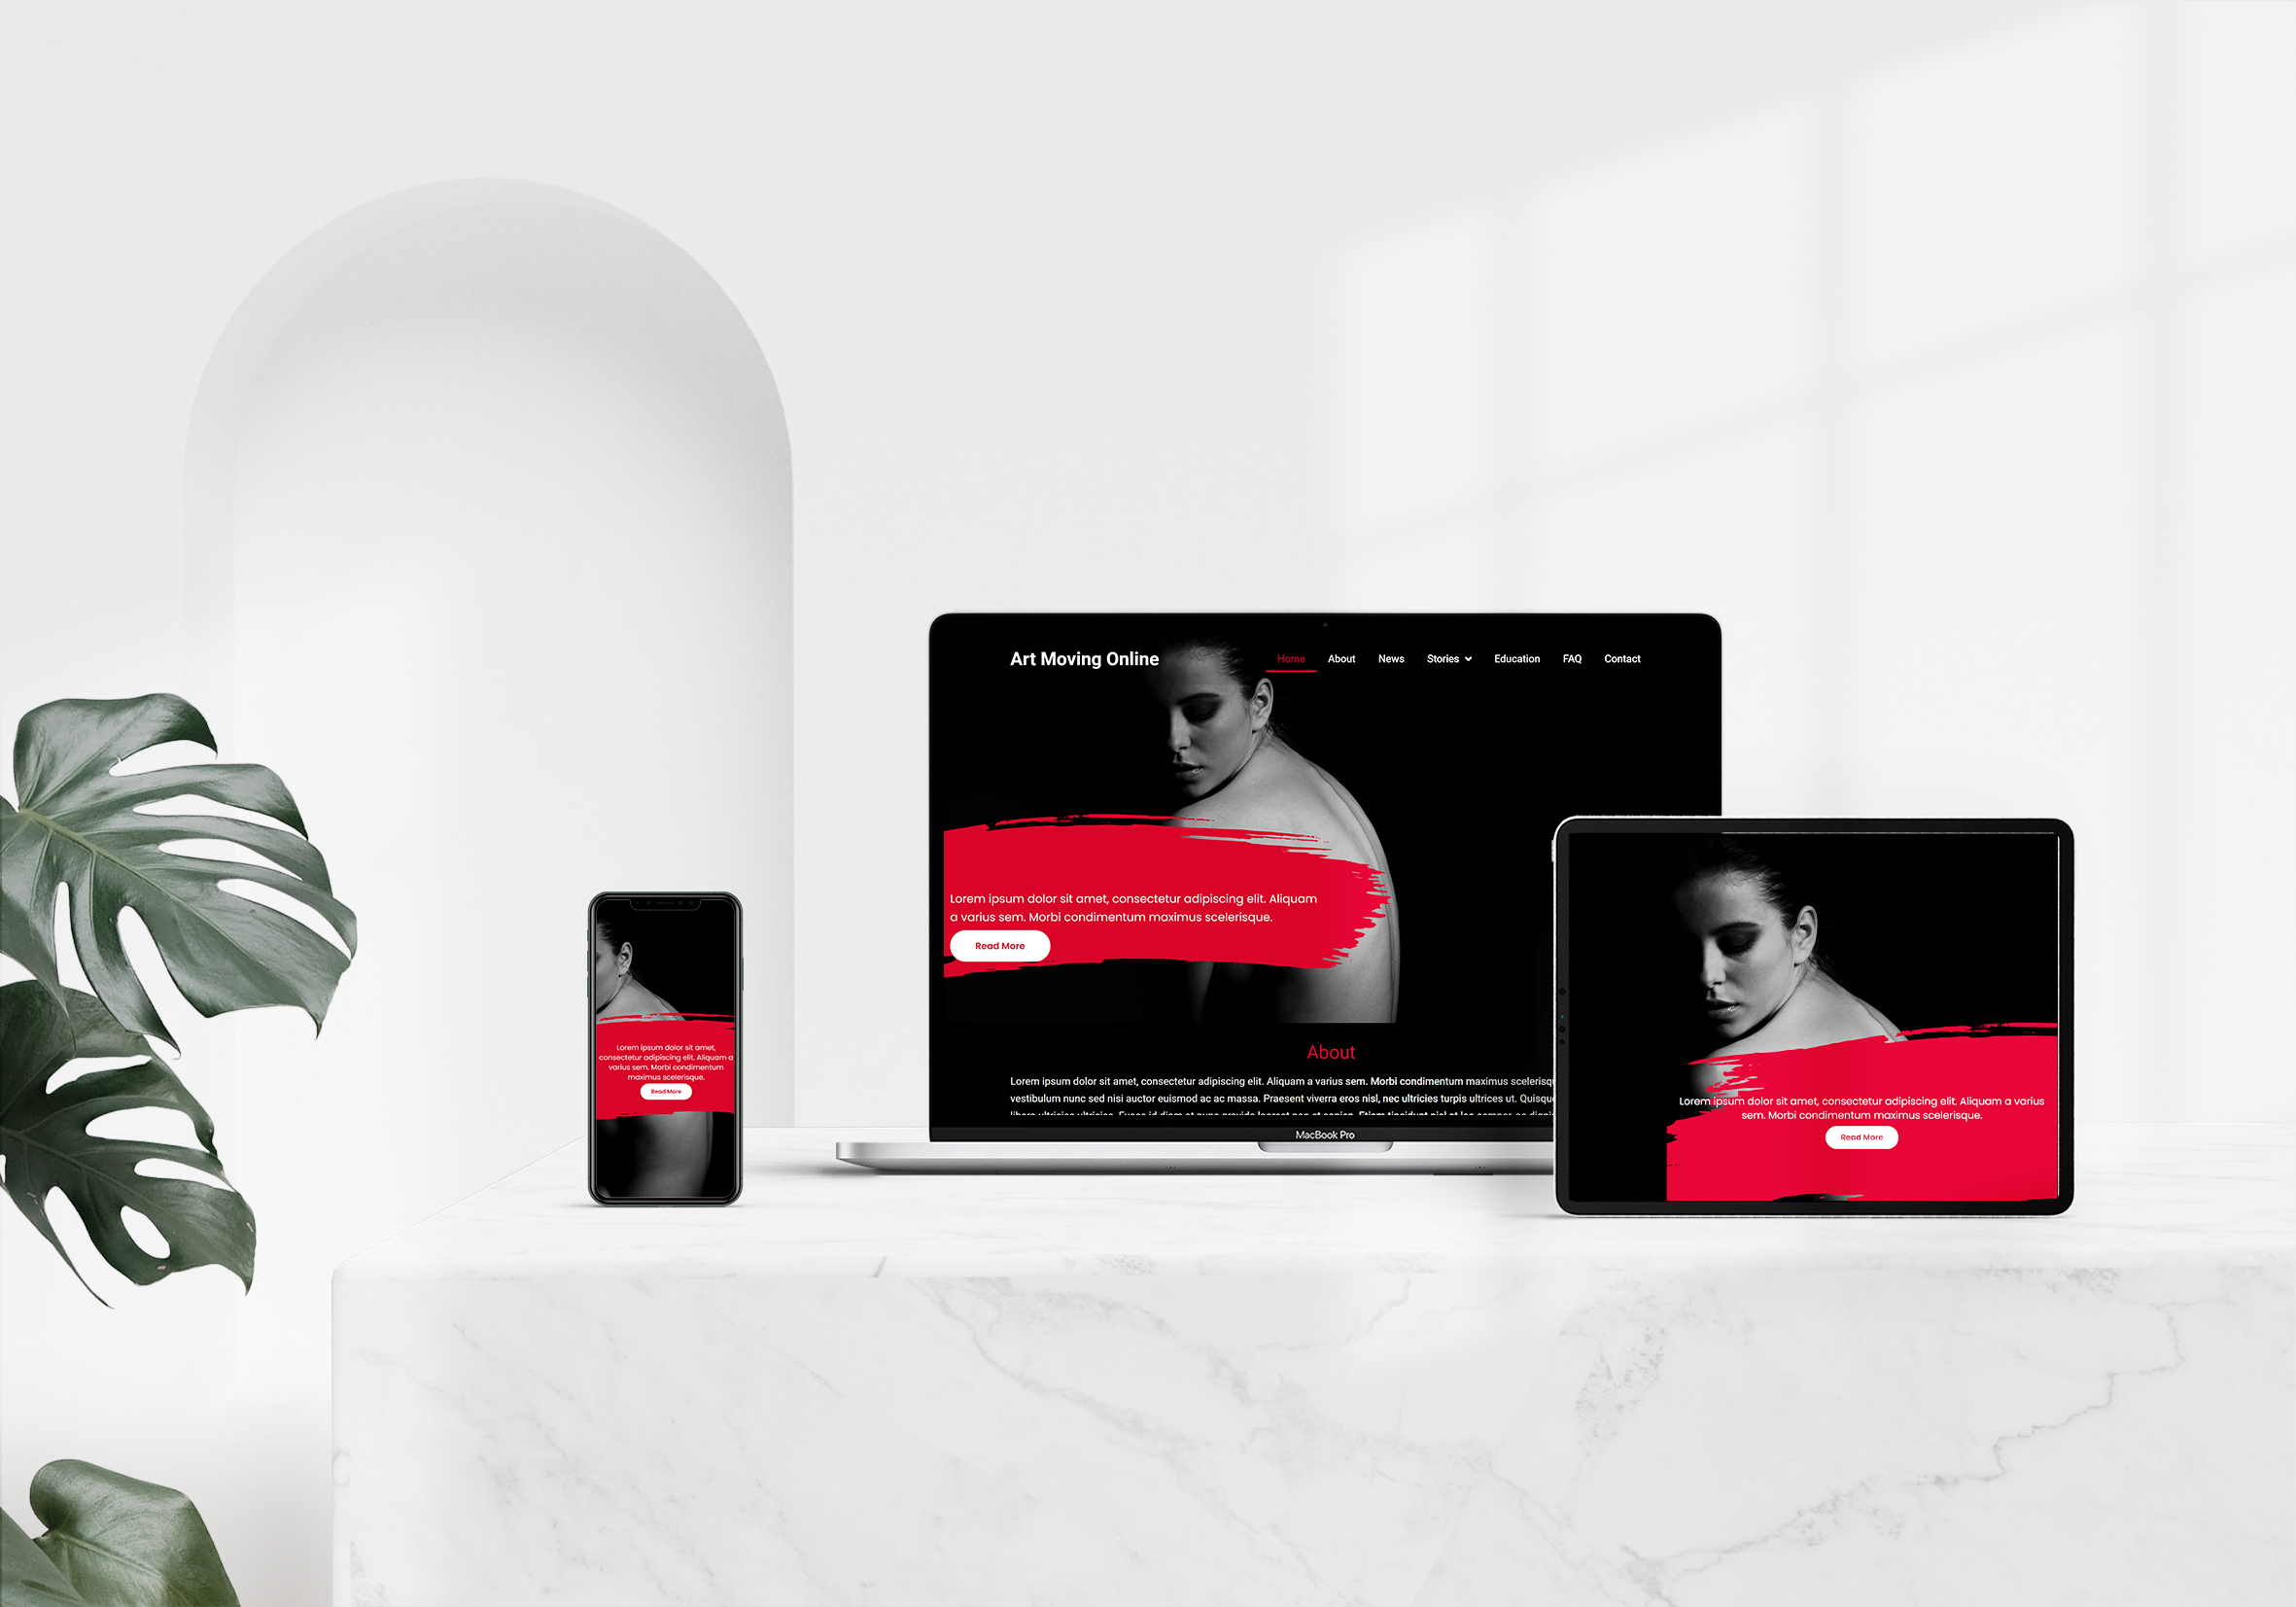 Art Moving Online
Home About News Stories Education FAQ Contact
Lorem ipsum dolor sit amet, consectetur adipiscing elit. Aliquam
a varius sem. Morbi condimentum maximus scelerisque.
Read More
About
Lorem ipsum dolor sit amet, consectetur adipiscing elit. Aliquam a varius sem. Morbi condimentum maximus
vestibulum nunc sed nisi auctor euismod ac ac massa. Praesent viverra eros nisl, nec ultricies turpis ultrices ut.
MacBook Pro
Lorem ipsum dolor sit amet,
consectetur adipiscing elit. Aliquam a
varius sem. Morbi condimentum
maximus scelerisque.
Read More
Lorem ipsum dolor sit amet, consectetur adipiscing elit. Aliquam a varius
sem. Morbi condimentum maximus scelerisque.
Read More